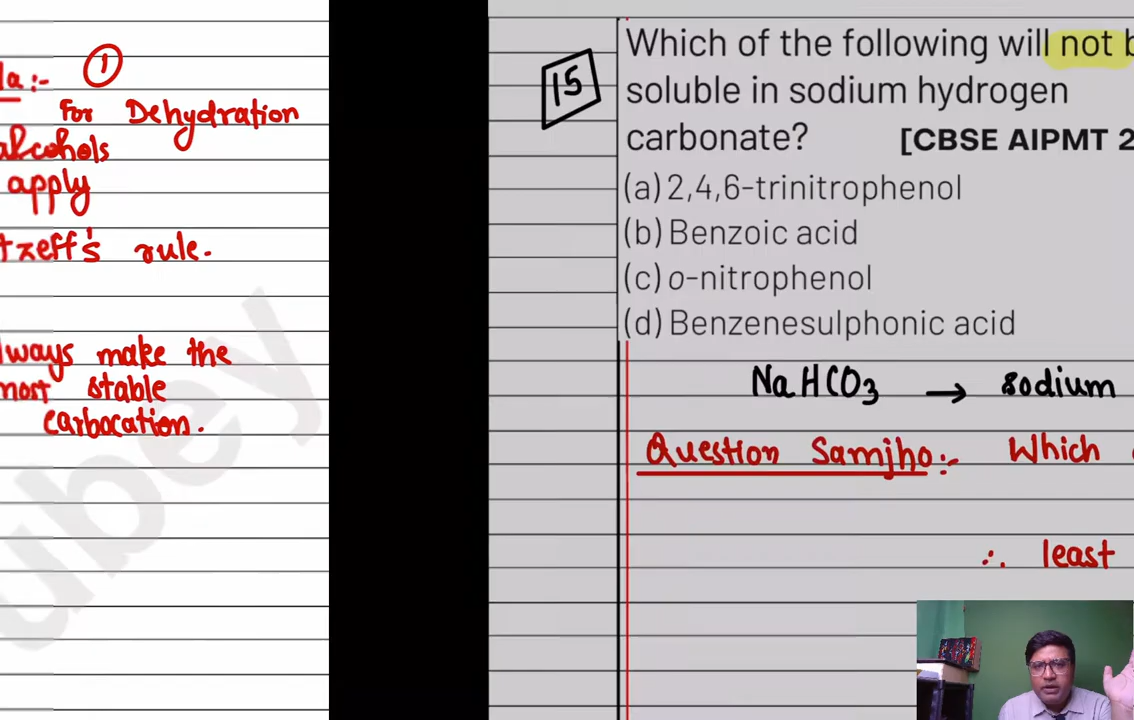 ①
la:-
For Dehydration
alcohols
apply
tzeff's rule.
lways make the
most stable
carbocation.
ubey
15
Which of the following will not b
soluble in sodium hydrogen
carbonate? [CBSE AIPMT 2
(a) 2,4,6-trinitrophenol
(b) Benzoic acid
(c) o-nitrophenol
(d) Benzenesulphonic acid
NaHCO₃ → sodium
Question Samjho:- Which
∴ least